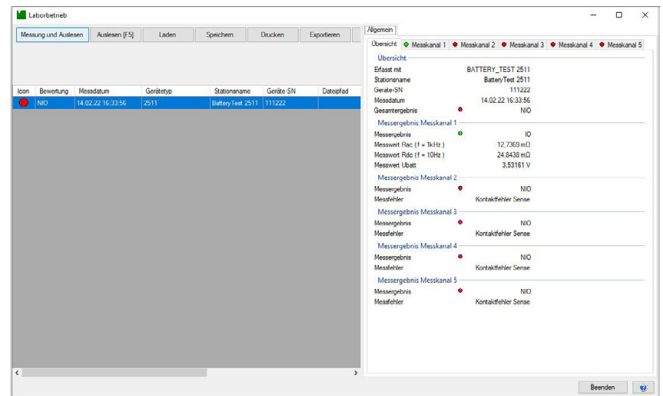 Laborbetrieb
Messung und Auslesen Auslesen [F5] Laden Speichern Drucken Exportieren
Icon Bewertung Messdatum Gerätetyp Stationsname Geräte-SN Dateipfad
NIO 14.02.22 16:33:56 2511 BatteryTest 2511 111222
Allgemein
Übersicht Messkanal 1 Messkanal 2 Messkanal 3 Messkanal 4 Messkanal 5
Übersicht
Erfasst mit BATTERY_TEST 2511
Stationsname BatteryTest 2511
Geräte-SN 111222
Messdatum 14.02.22 16:33:56
Gesamtergebnis NIO
Messergebnis Messkanal 1
Messergebnis IO
Messwert Rac (f = 1kHz ) 12,7369 mΩ
Messwert Rdc (f = 10Hz ) 24,8438 mΩ
Messwert Ubatt 3,53161 V
Messergebnis Messkanal 2
Messergebnis NIO
Messfehler Kontaktfehler Sense
Messergebnis Messkanal 3
Messergebnis NIO
Messfehler Kontaktfehler Sense
Messergebnis Messkanal 4
Messergebnis NIO
Messfehler Kontaktfehler Sense
Messergebnis Messkanal 5
Messergebnis NIO
Messfehler Kontaktfehler Sense
Beenden